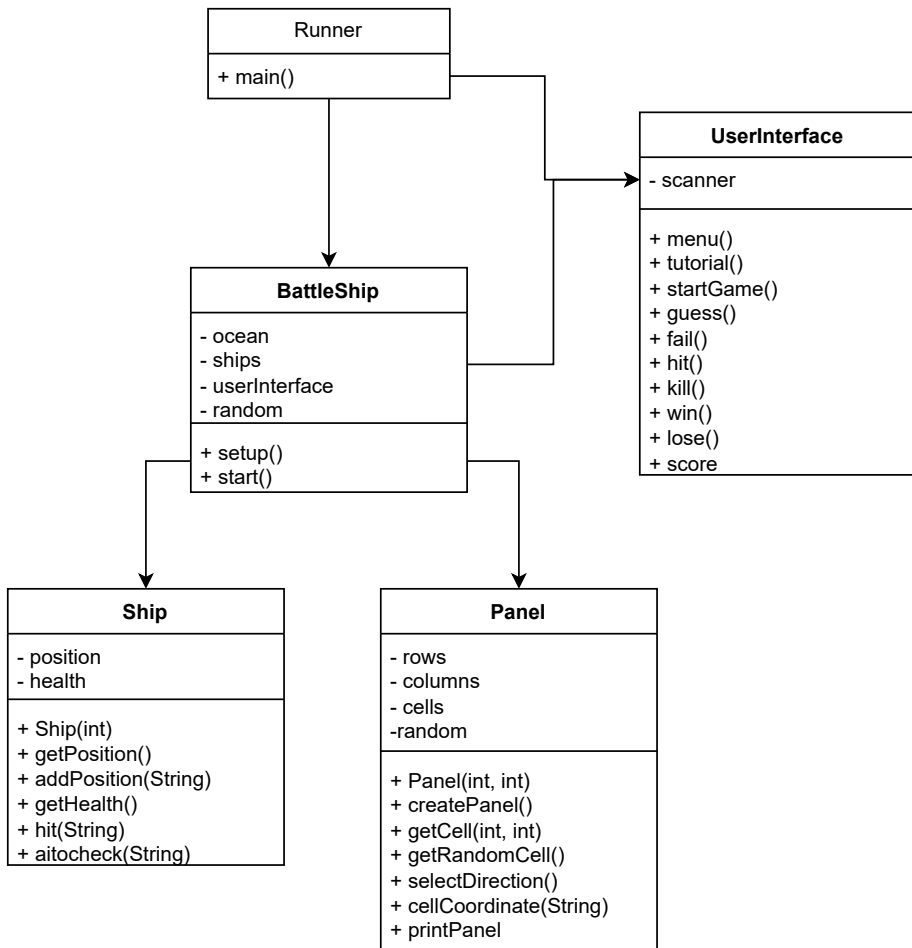 Runner
+ main()
UserInterface
- scanner
+ menu()
+ tutorial()
+ startGame()
+ guess()
+ fail()
+ hit()
+ kill()
+ win()
+ lose()
+ score
BattleShip
- ocean
- ships
- userInterface
- random
+ setup()
+ start()
Ship
- position
- health
+ Ship(int)
+ getPosition()
+ addPosition(String)
+ getHealth()
+ hit(String)
+ aitocheck(String)
Panel
- rows
- columns
- cells
-random
+ Panel(int, int)
+ createPanel()
+ getCell(int, int)
+ getRandomCell()
+ selectDirection()
+ cellCoordinate(String)
+ printPanel